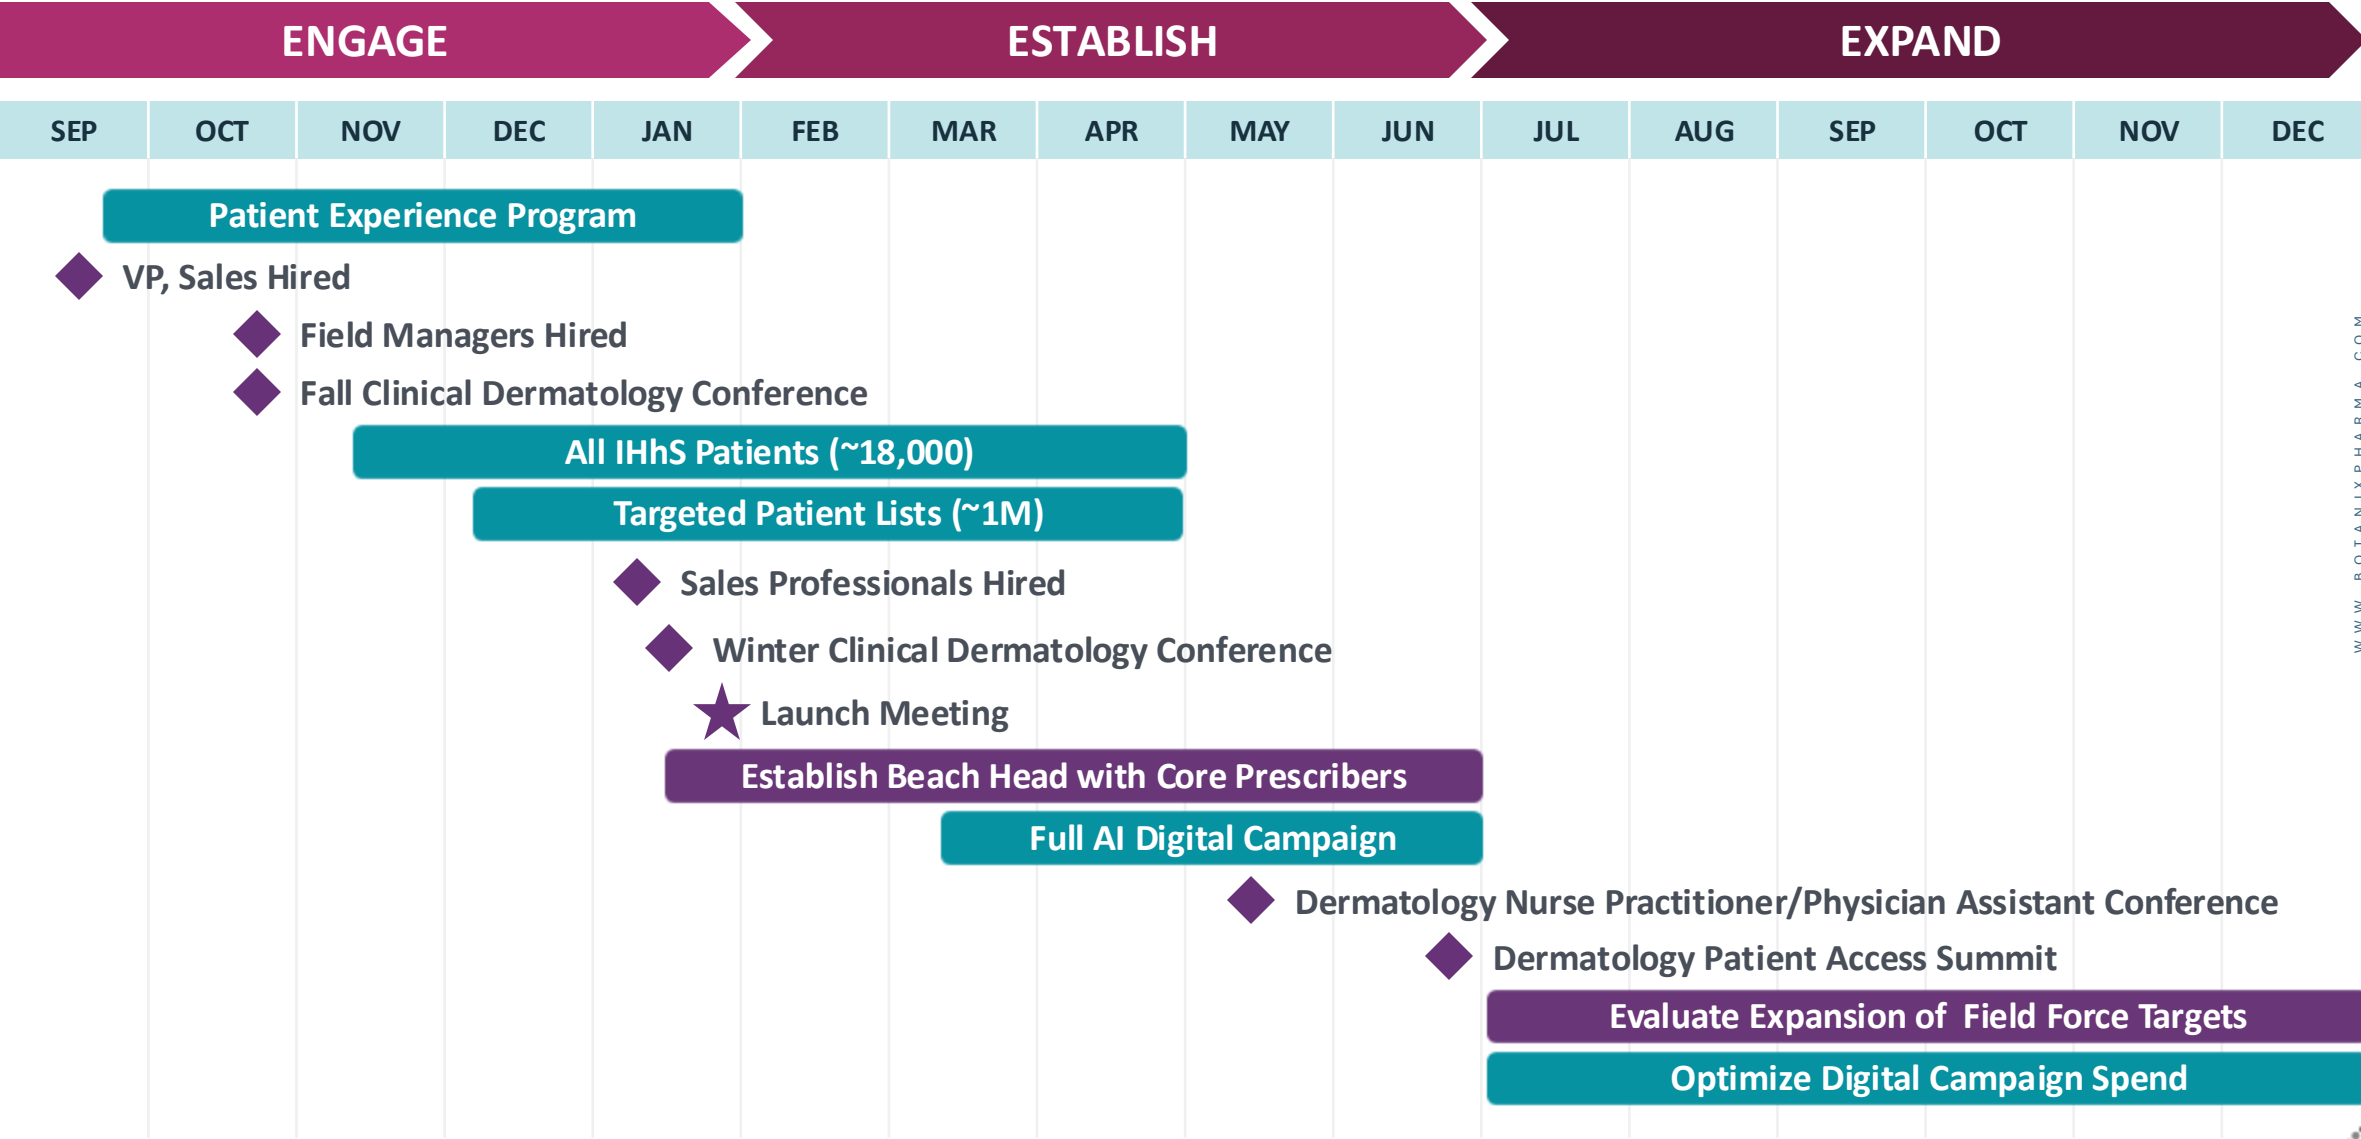 ENGAGE ESTABLISH EXPAND
SEP OCT NOV DEC JAN FEB MAR APR MAY JUN JUL AUG SEP OCT NOV DEC
Patient Experience Program
VP, Sales Hired
Field Managers Hired
Fall Clinical Dermatology Conference
All IHhS Patients (~18,000)
Targeted Patient Lists (~1M)
Sales Professionals Hired
Winter Clinical Dermatology Conference
Launch Meeting
Establish Beach Head with Core Prescribers
Full AI Digital Campaign
Dermatology Nurse Practitioner/Physician Assistant Conference
Dermatology Patient Access Summit
Evaluate Expansion of  Field Force Targets
Optimize Digital Campaign Spend
WWW.BOTANIXPHARMA.COM